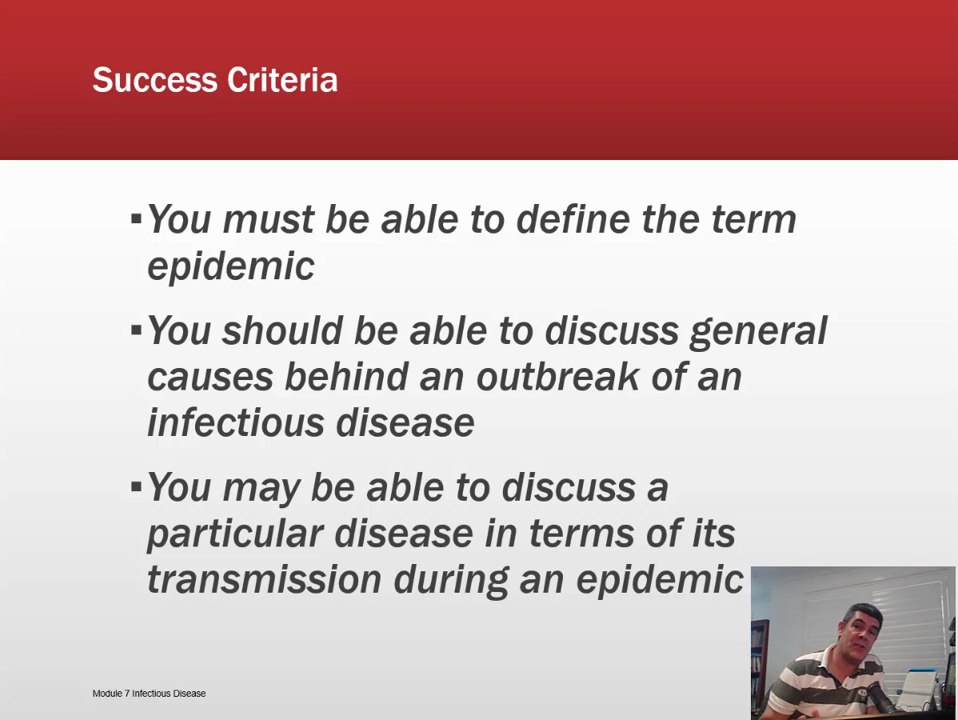 Success Criteria
▪You must be able to define the term
epidemic
▪You should be able to discuss general
causes behind an outbreak of an
infectious disease
▪You may be able to discuss a
particular disease in terms of its
transmission during an epidemic
Module 7 Infectious Disease